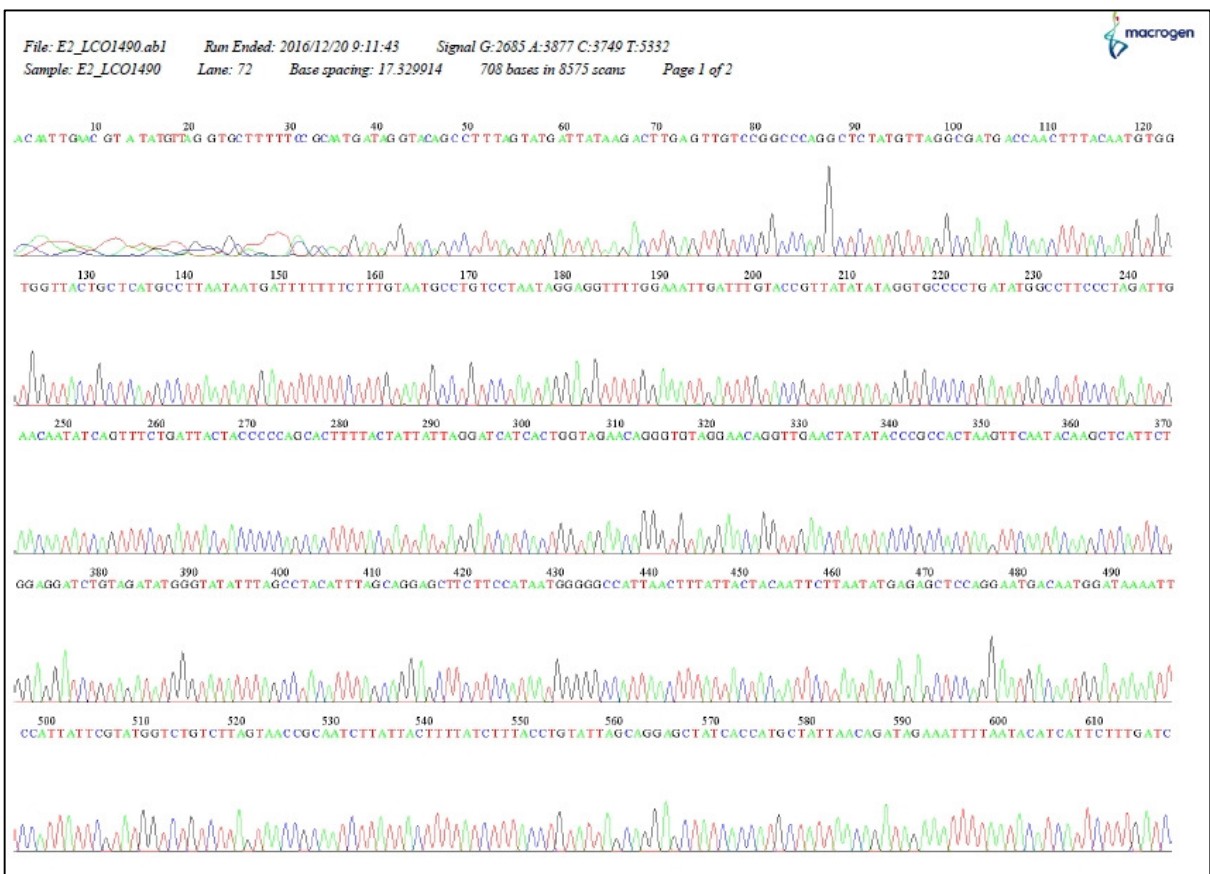 macrogen
File: E2_LCO1490.ab1 Run Ended: 2016/12/20 9:11:43 Signal G:2685 A:3877 C:3749 T:5332
Sample: E2_LCO1490 Lane: 72 Base spacing: 17.329914 708 bases in 8575 scans Page 1 of 2
10 20 30 40 50 60 70 80 90 100 110 120
ACAATTGAACGTATATGTTAGGTGCTTTTTTCCGCAATGATAGGTACAGCCTTTAGTATGATTATAAGACTTGAGTTGTCCGGCCCAGGCTCTATGTTAGGCGATGACCAACTTTACAATGTGG
130 140 150 160 170 180 190 200 210 220 230 240
TGGTTACTGCTCATGCCTTAATAATGATTTTTTTCTTTGTAATGCCTGTCCTAATAGGAGGTTTTGGAAATTGATTTGTACCGTTATATATAGGTGCCCCTGATATGGCCTTCCCTAGATTG
250 260 270 280 290 300 310 320 330 340 350 360 370
AACAATATCAGTTTCTGATTACTACCCCCAGCACTTTTACTATTATTAGGATCATCACTGGTAGAACAGGGTGTAGGAACAGGTTGAACTATATACCCGCCACTAAGTTCAATACAAGCTCATTCT
380 390 400 410 420 430 440 450 460 470 480 490
GGAGGATCTGTAGATATGGGTATATTTAGCCTACATTTAGCAGGAGCTTCTTCCATAATGGGGGCCATTAACTTTATTACTACAATTCTTAATATGAGAGCTCCAGGAATGACAATGGATAAAATT
500 510 520 530 540 550 560 570 580 590 600 610
CCATTATTCGTATGGTCTGTCTTAGTAACCGCAATCTTATTACTTTTATCTTTACCTGTATTAGCAGGAGCTATCACCATGCTATTAACAGATAGAAATTTTAATACATCATTCTTTGATC